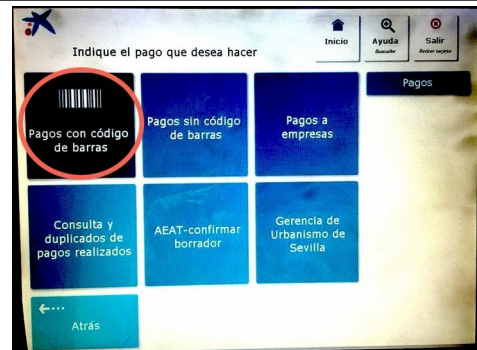 Indique el pago que desea hacer
Inicio
Ayuda
Buscador
Salir
Retirar tarjeta
Pagos con código
de barras
Pagos sin código
de barras
Pagos a
empresas
Pagos
Consulta y
duplicados de
pagos realizados
AEAT-confirmar
borrador
Gerencia de
Urbanismo de
Sevilla
Atrás